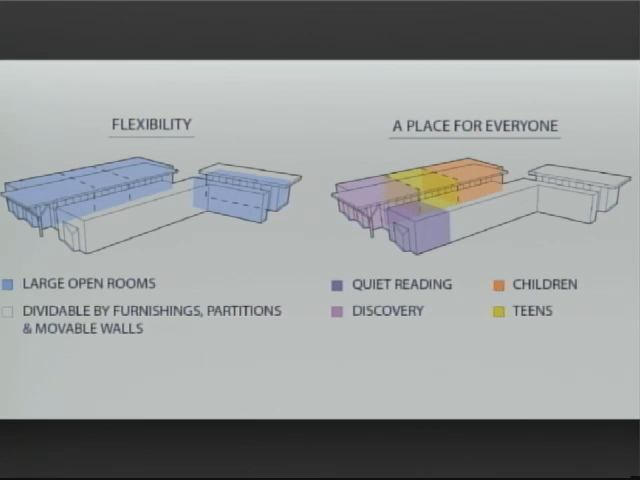 FLEXIBILITY
LARGE OPEN ROOMS
DIVIDABLE BY FURNISHINGS, PARTITIONS
& MOVABLE WALLS
A PLACE FOR EVERYONE
QUIET READING
CHILDREN
DISCOVERY
TEENS